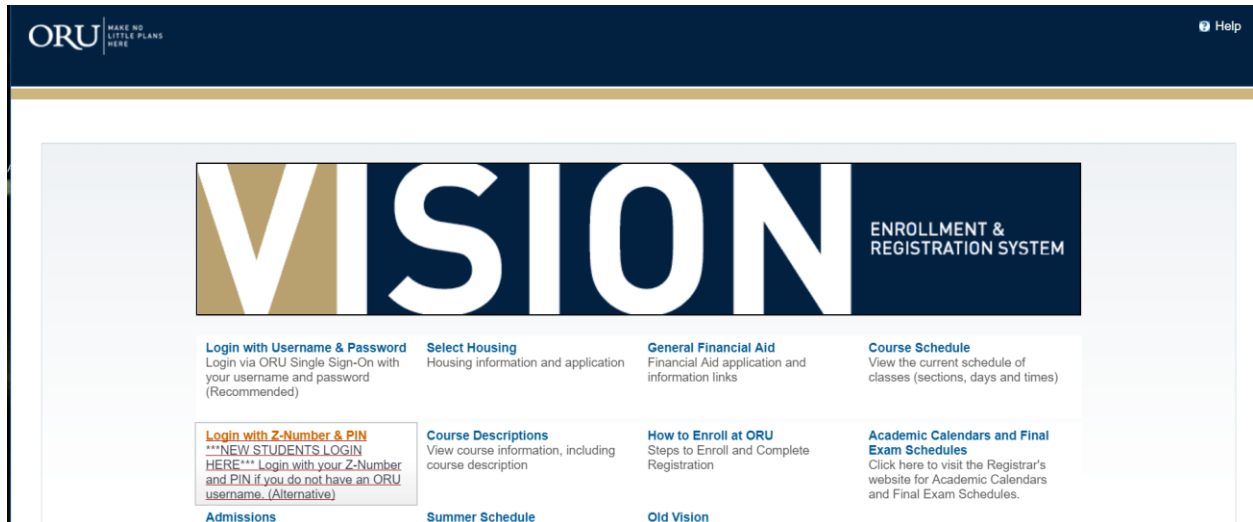 ORU
MAKE NO
LITTLE PLANS
HERE
Help
VISION
ENROLLMENT &
REGISTRATION SYSTEM
Login with Username & Password
Login via ORU Single Sign-On with
your username and password
(Recommended)
Select Housing
Housing information and application
General Financial Aid
Financial Aid application and
information links
Course Schedule
View the current schedule of
classes (sections, days and times)
Login with Z-Number & PIN
***NEW STUDENTS LOGIN
HERE*** Login with your Z-Number
and PIN if you do not have an ORU
username. (Alternative)
Course Descriptions
View course information, including
course description
How to Enroll at ORU
Steps to Enroll and Complete
Registration
Academic Calendars and Final
Exam Schedules
Click here to visit the Registrar's
website for Academic Calendars
and Final Exam Schedules.
Admissions
Summer Schedule
Old Vision